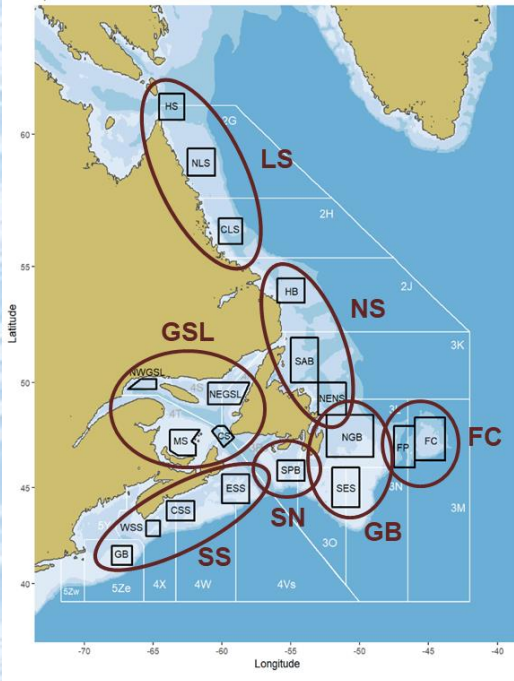 HS
60
2G
LS
NLS
2H
CLS
55
HB
2J
NS
GSL
3K
SAB
NWGSL
50
4S
NEGSL
NENS
3L
4T
FC
MS
CS
NGB
FP
FC
SPB
45
ESS
SES
3N
CSS
SN
3M
WSS
GB
SS
3O
GB
40
5Zw
5Ze
4X
4W
4Vs
-70
-65
-60
-55
-50
-45
-40
Longitude
Latitude